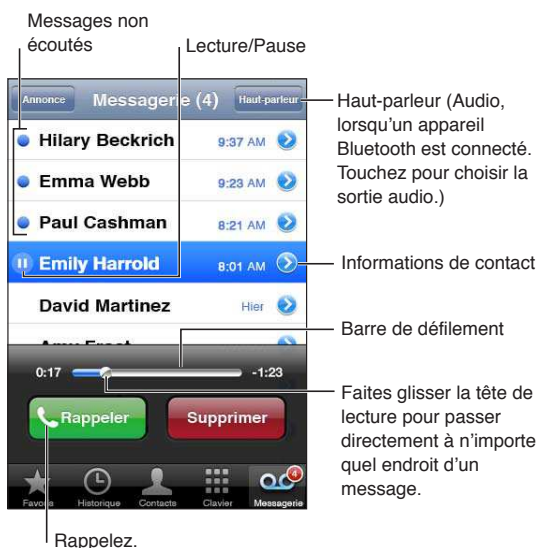 Messages non
écoutés
Lecture/Pause
Annonce Messagerie (4) Haut-parleur
Haut-parleur (Audio,
lorsqu'un appareil
Bluetooth est connecté.
Touchez pour choisir la
sortie audio.)
Hilary Beckrich 9:37 AM
Emma Webb 9:23 AM
Paul Cashman 8:21 AM
Emily Harrold 8:01 AM
Informations de contact
David Martinez Hier
Barre de défilement
0:17 -1:23
Faites glisser la tête de
lecture pour passer
directement à n'importe
quel endroit d'un
message.
Rappeler Supprimer
4
Favoris Historique Contacts Clavier Messagerie
Rappelez.